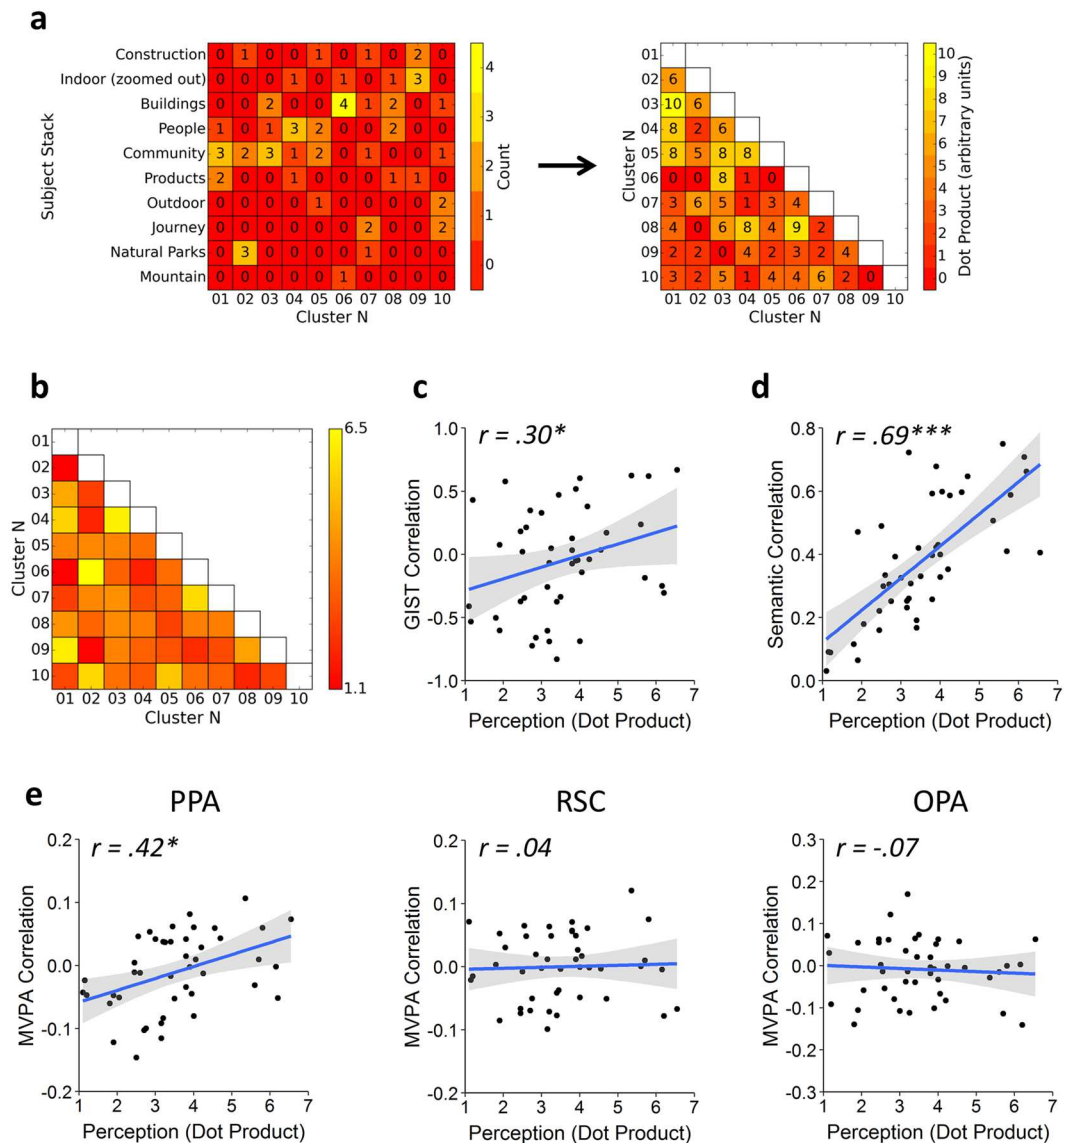 a
Construction 0 1 0 0 1 0 1 0 2 0
Indoor (zoomed out) 0 0 0 1 0 1 0 1 3 0
Buildings 0 0 2 0 0 4 1 2 0 1
People 1 0 1 3 2 0 0 2 0 0
Community 3 2 3 1 2 0 1 0 0 1
Products 2 0 0 1 0 0 0 1 1 0
Outdoor 0 0 0 0 1 0 0 0 0 2
Journey 0 0 0 0 0 0 2 0 0 2
Natural Parks 0 3 0 0 0 0 1 0 0 0
Mountain 0 0 0 0 0 1 0 0 0 0
01 02 03 04 05 06 07 08 09 10
Cluster N
Subject Stack
4
3
2
1
0
Count
01
02 6
03 10 6
04 8 2 6
05 8 5 8 8
06 0 0 8 1 0
07 2 6 5 1 3 4
08 4 0 6 8 4 9 2
09 2 2 0 4 2 3 2 4
10 3 2 5 1 4 4 6 2 0
01 02 03 04 05 06 07 08 09 10
Cluster N
Cluster N
10
9
8
7
6
5
4
3
2
1
0
Dot Product (arbitrary units)
b
01
02
03
04
05
06
07
08
09
10
01 02 03 04 05 06 07 08 09 10
Cluster N
Cluster N
6.5
1.1
c
r = .30*
1.0
0.5
0.0
-0.5
-1.0
GIST Correlation
1 2 3 4 5 6 7
Perception (Dot Product)
d
r = .69***
0.8
0.6
0.4
0.2
0.0
Semantic Correlation
1 2 3 4 5 6 7
Perception (Dot Product)
e
PPA
r = .42*
0.2
0.1
0.0
-0.1
-0.2
MVPA Correlation
1 2 3 4 5 6 7
Perception (Dot Product)
RSC
r = .04
0.2
0.1
0.0
-0.1
-0.2
MVPA Correlation
1 2 3 4 5 6 7
Perception (Dot Product)
OPA
r = -.07
0.3
0.2
0.1
0.0
-0.1
-0.2
-0.3
MVPA Correlation
1 2 3 4 5 6 7
Perception (Dot Product)